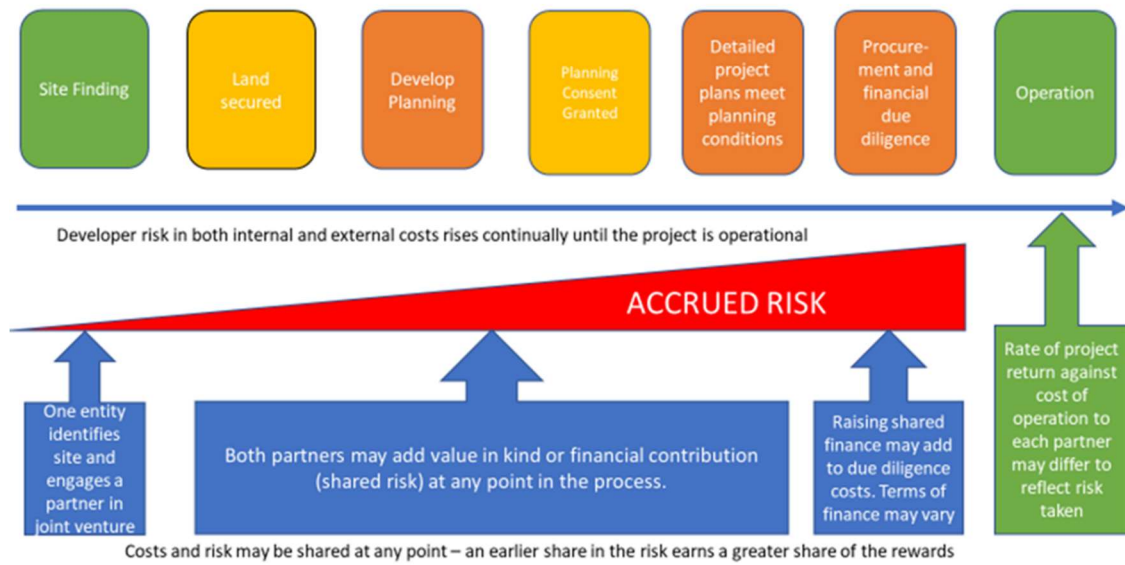 Site Finding
Land
secured
Develop
Planning
Planning
Consent
Granted
Detailed
project
plans meet
planning
conditions
Procure-
ment and
financial
due
diligence
Operation
Developer risk in both internal and external costs rises continually until the project is operational
ACCRUED RISK
One entity
identifies
site and
engages a
partner in
joint venture
Both partners may add value in kind or financial contribution
(shared risk) at any point in the process.
Raising shared
finance may add
to due diligence
costs. Terms of
finance may vary
Rate of project
return against
cost of
operation to
each partner
may differ to
reflect risk
taken
Costs and risk may be shared at any point – an earlier share in the risk earns a greater share of the rewards